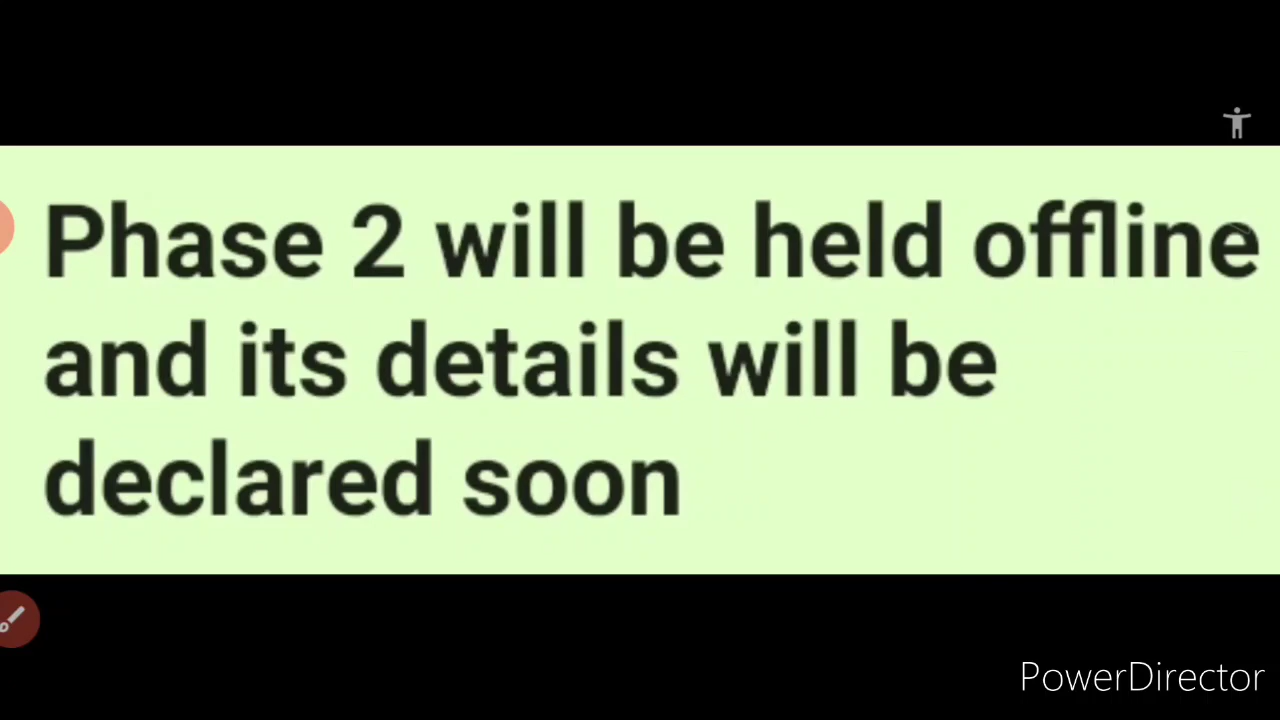 Phase 2 will be held offline
and its details will be
declared soon
PowerDirector